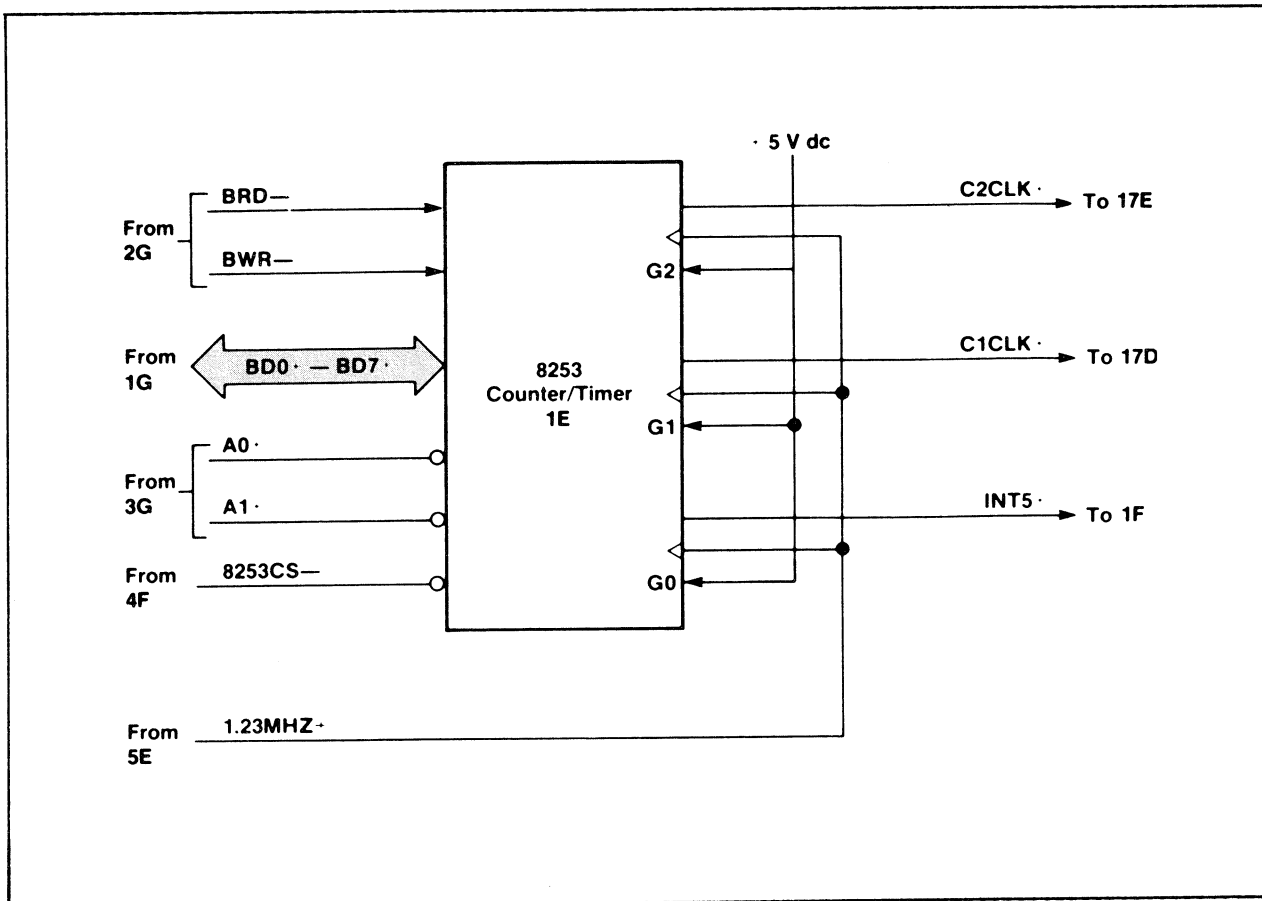 · 5 V dc
BRD—
C2CLK ·
To 17E
From
2G
BWR—
G2
From
1G
BD0 · — BD7 ·
8253
Counter/Timer
1E
C1CLK ·
To 17D
G1
A0 ·
From
3G
A1 ·
INT5 ·
To 1F
From
4F
8253CS—
G0
From
5E
1.23MHZ+